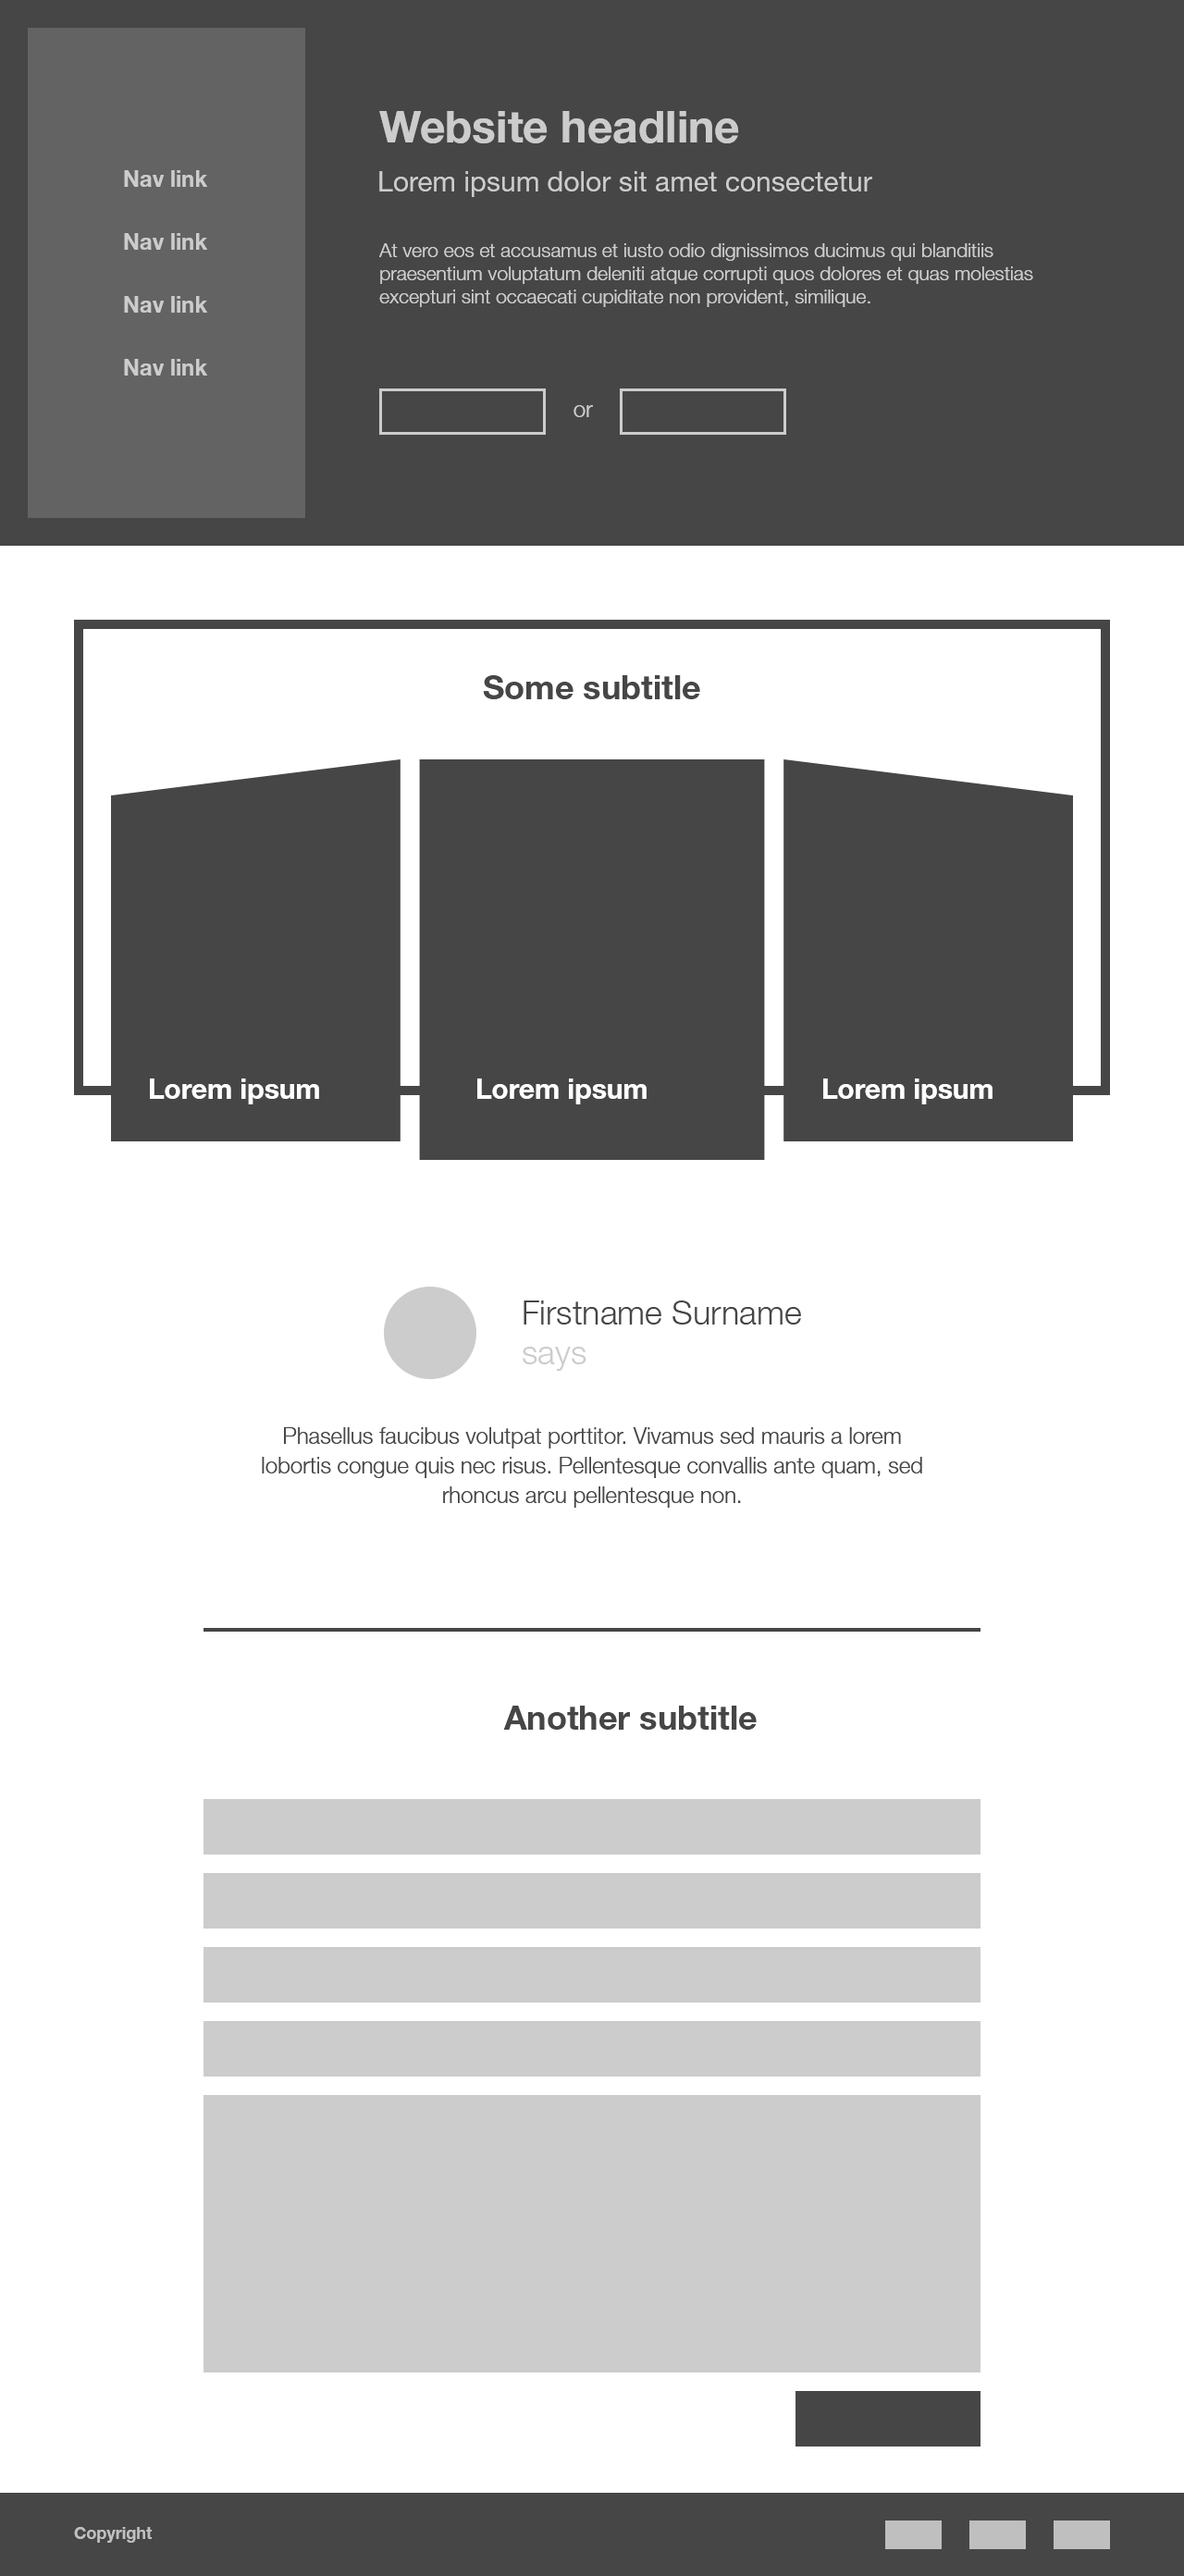 Nav link
Nav link
Nav link
Nav link
Website headline
Lorem ipsum dolor sit amet consectetur
At vero eos et accusamus et iusto odio dignissimos ducimus qui blanditiis
praesentium voluptatum deleniti atque corrupti quos dolores et quas molestias
excepturi sint occaecati cupiditate non provident, similique.
or
Some subtitle
Lorem ipsum
Lorem ipsum
Lorem ipsum
Firstname Surname
says
Phasellus faucibus volutpat porttitor. Vivamus sed mauris a lorem
lobortis congue quis nec risus. Pellentesque convallis ante quam, sed
rhoncus arcu pellentesque non.
Another subtitle
Copyright